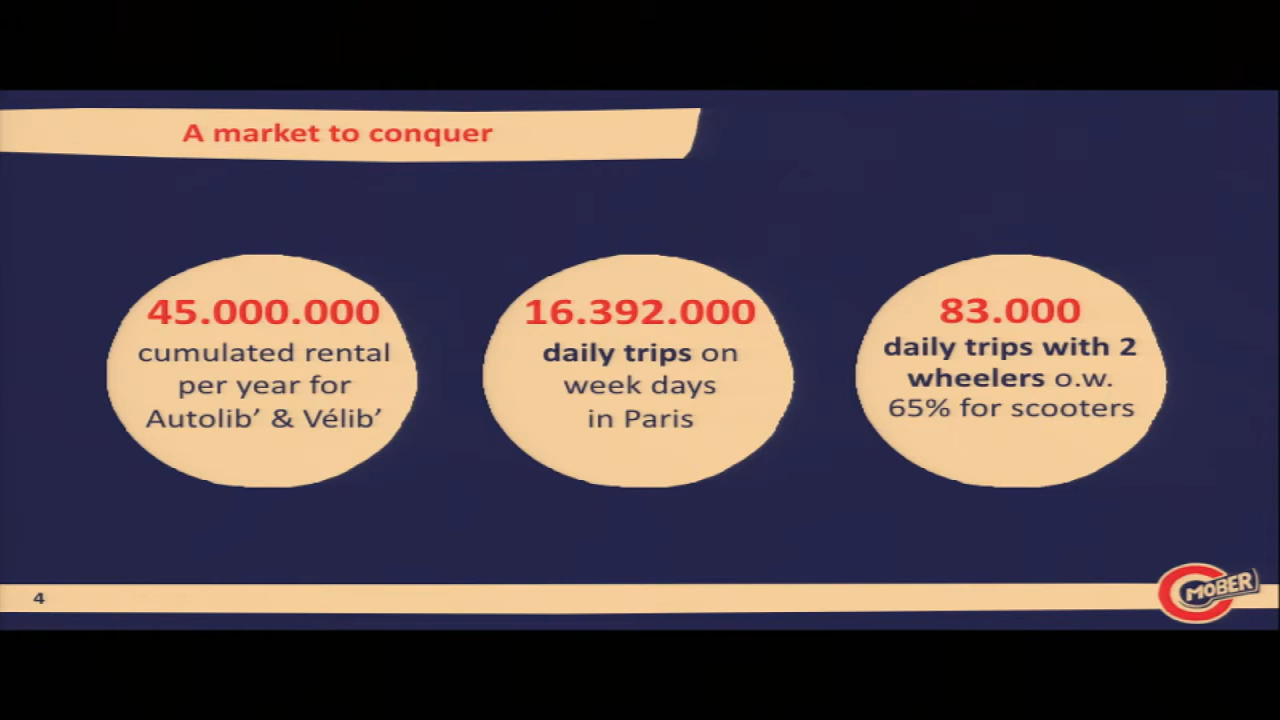 A market to conquer
45.000.000
cumulated rental
per year for
Autolib’ & Vélib’
16.392.000
daily trips on
week days
in Paris
83.000
daily trips with 2
wheelers o.w.
65% for scooters
4
CMOBER